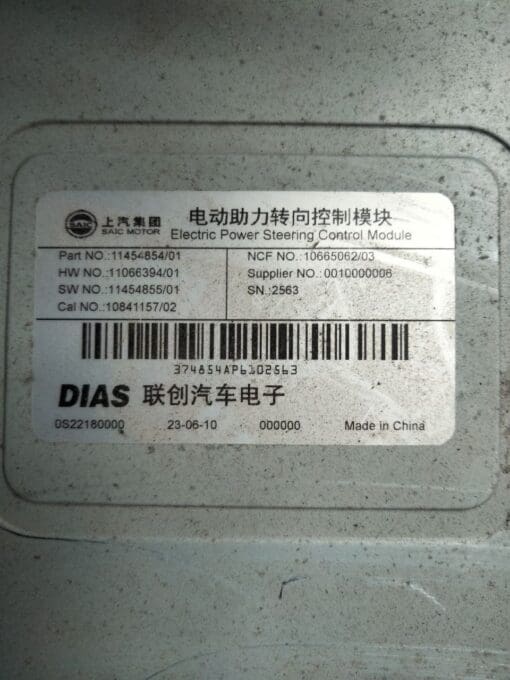 SAIC
上汽集团
SAIC MOTOR
电动助力转向控制模块
Electric Power Steering Control Module
Part NO.:11454854/01
HW NO.:11066394/01
SW NO.:11454855/01
Cal NO.:10841157/02
NCF NO.:10665062/03
Supplier NO.:0010000006
SN.:2563
374854AP6102563
DIAS 联创汽车电子
0S22180000 23-06-10 000000 Made in China